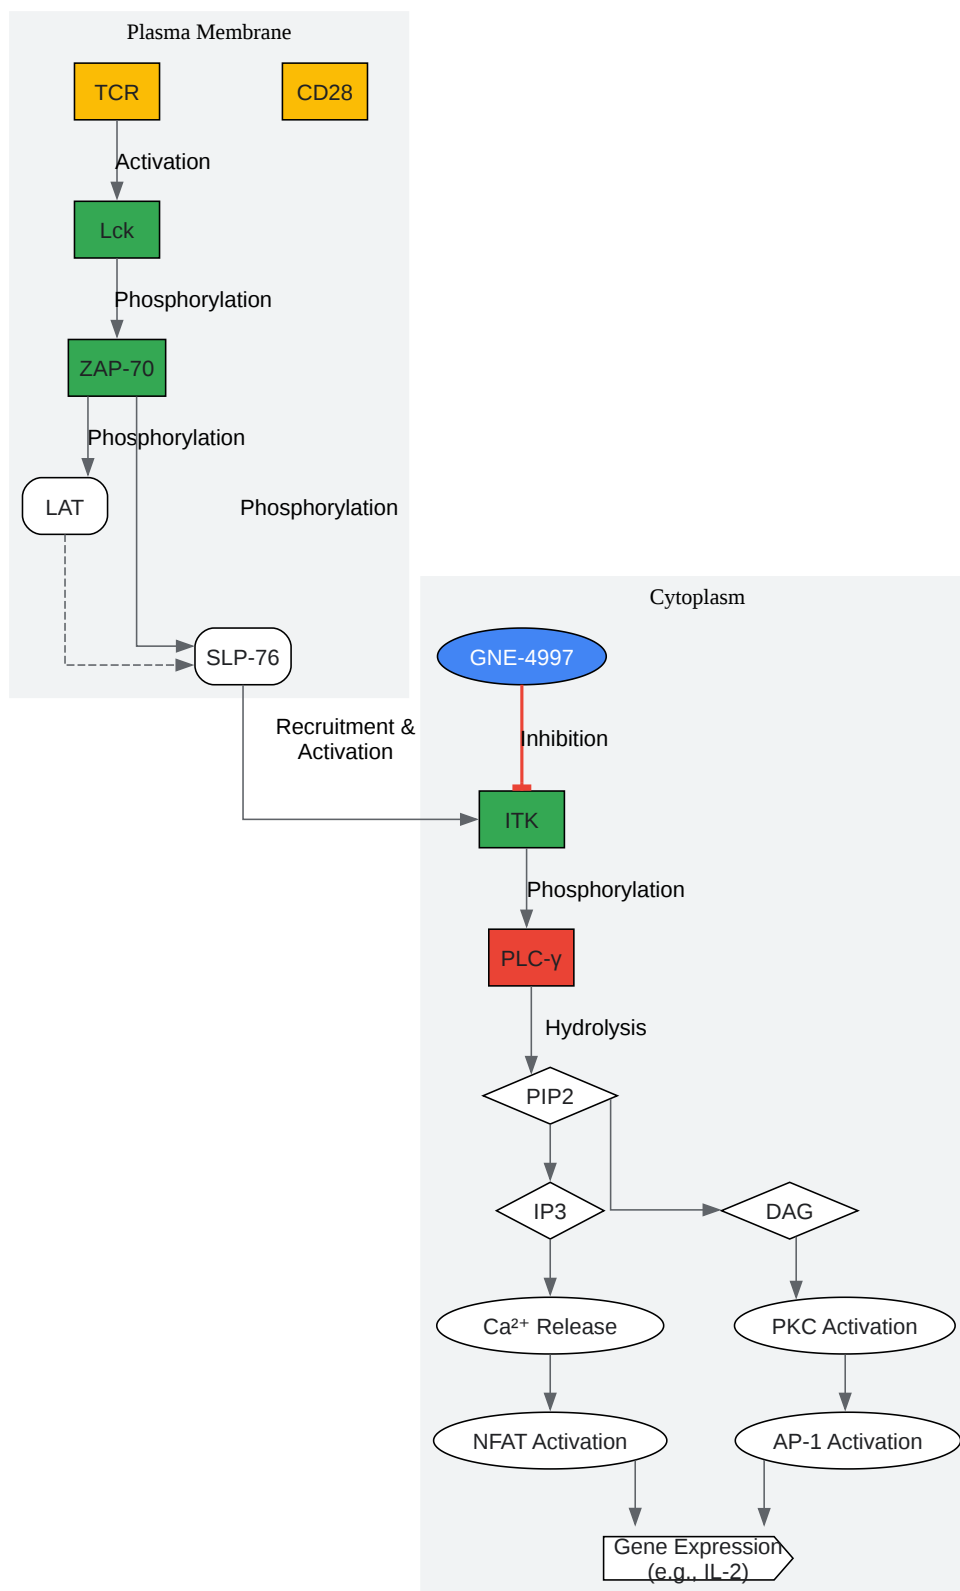 Plasma Membrane
TCR
CD28
Activation
Lck
Phosphorylation
ZAP-70
Phosphorylation
LAT
Phosphorylation
Cytoplasm
SLP-76
GNE-4997
Recruitment &
Activation
Inhibition
ITK
Phosphorylation
PLC-γ
Hydrolysis
PIP2
IP3
DAG
Ca²⁺ Release
PKC Activation
NFAT Activation
AP-1 Activation
Gene Expression
(e.g., IL-2)